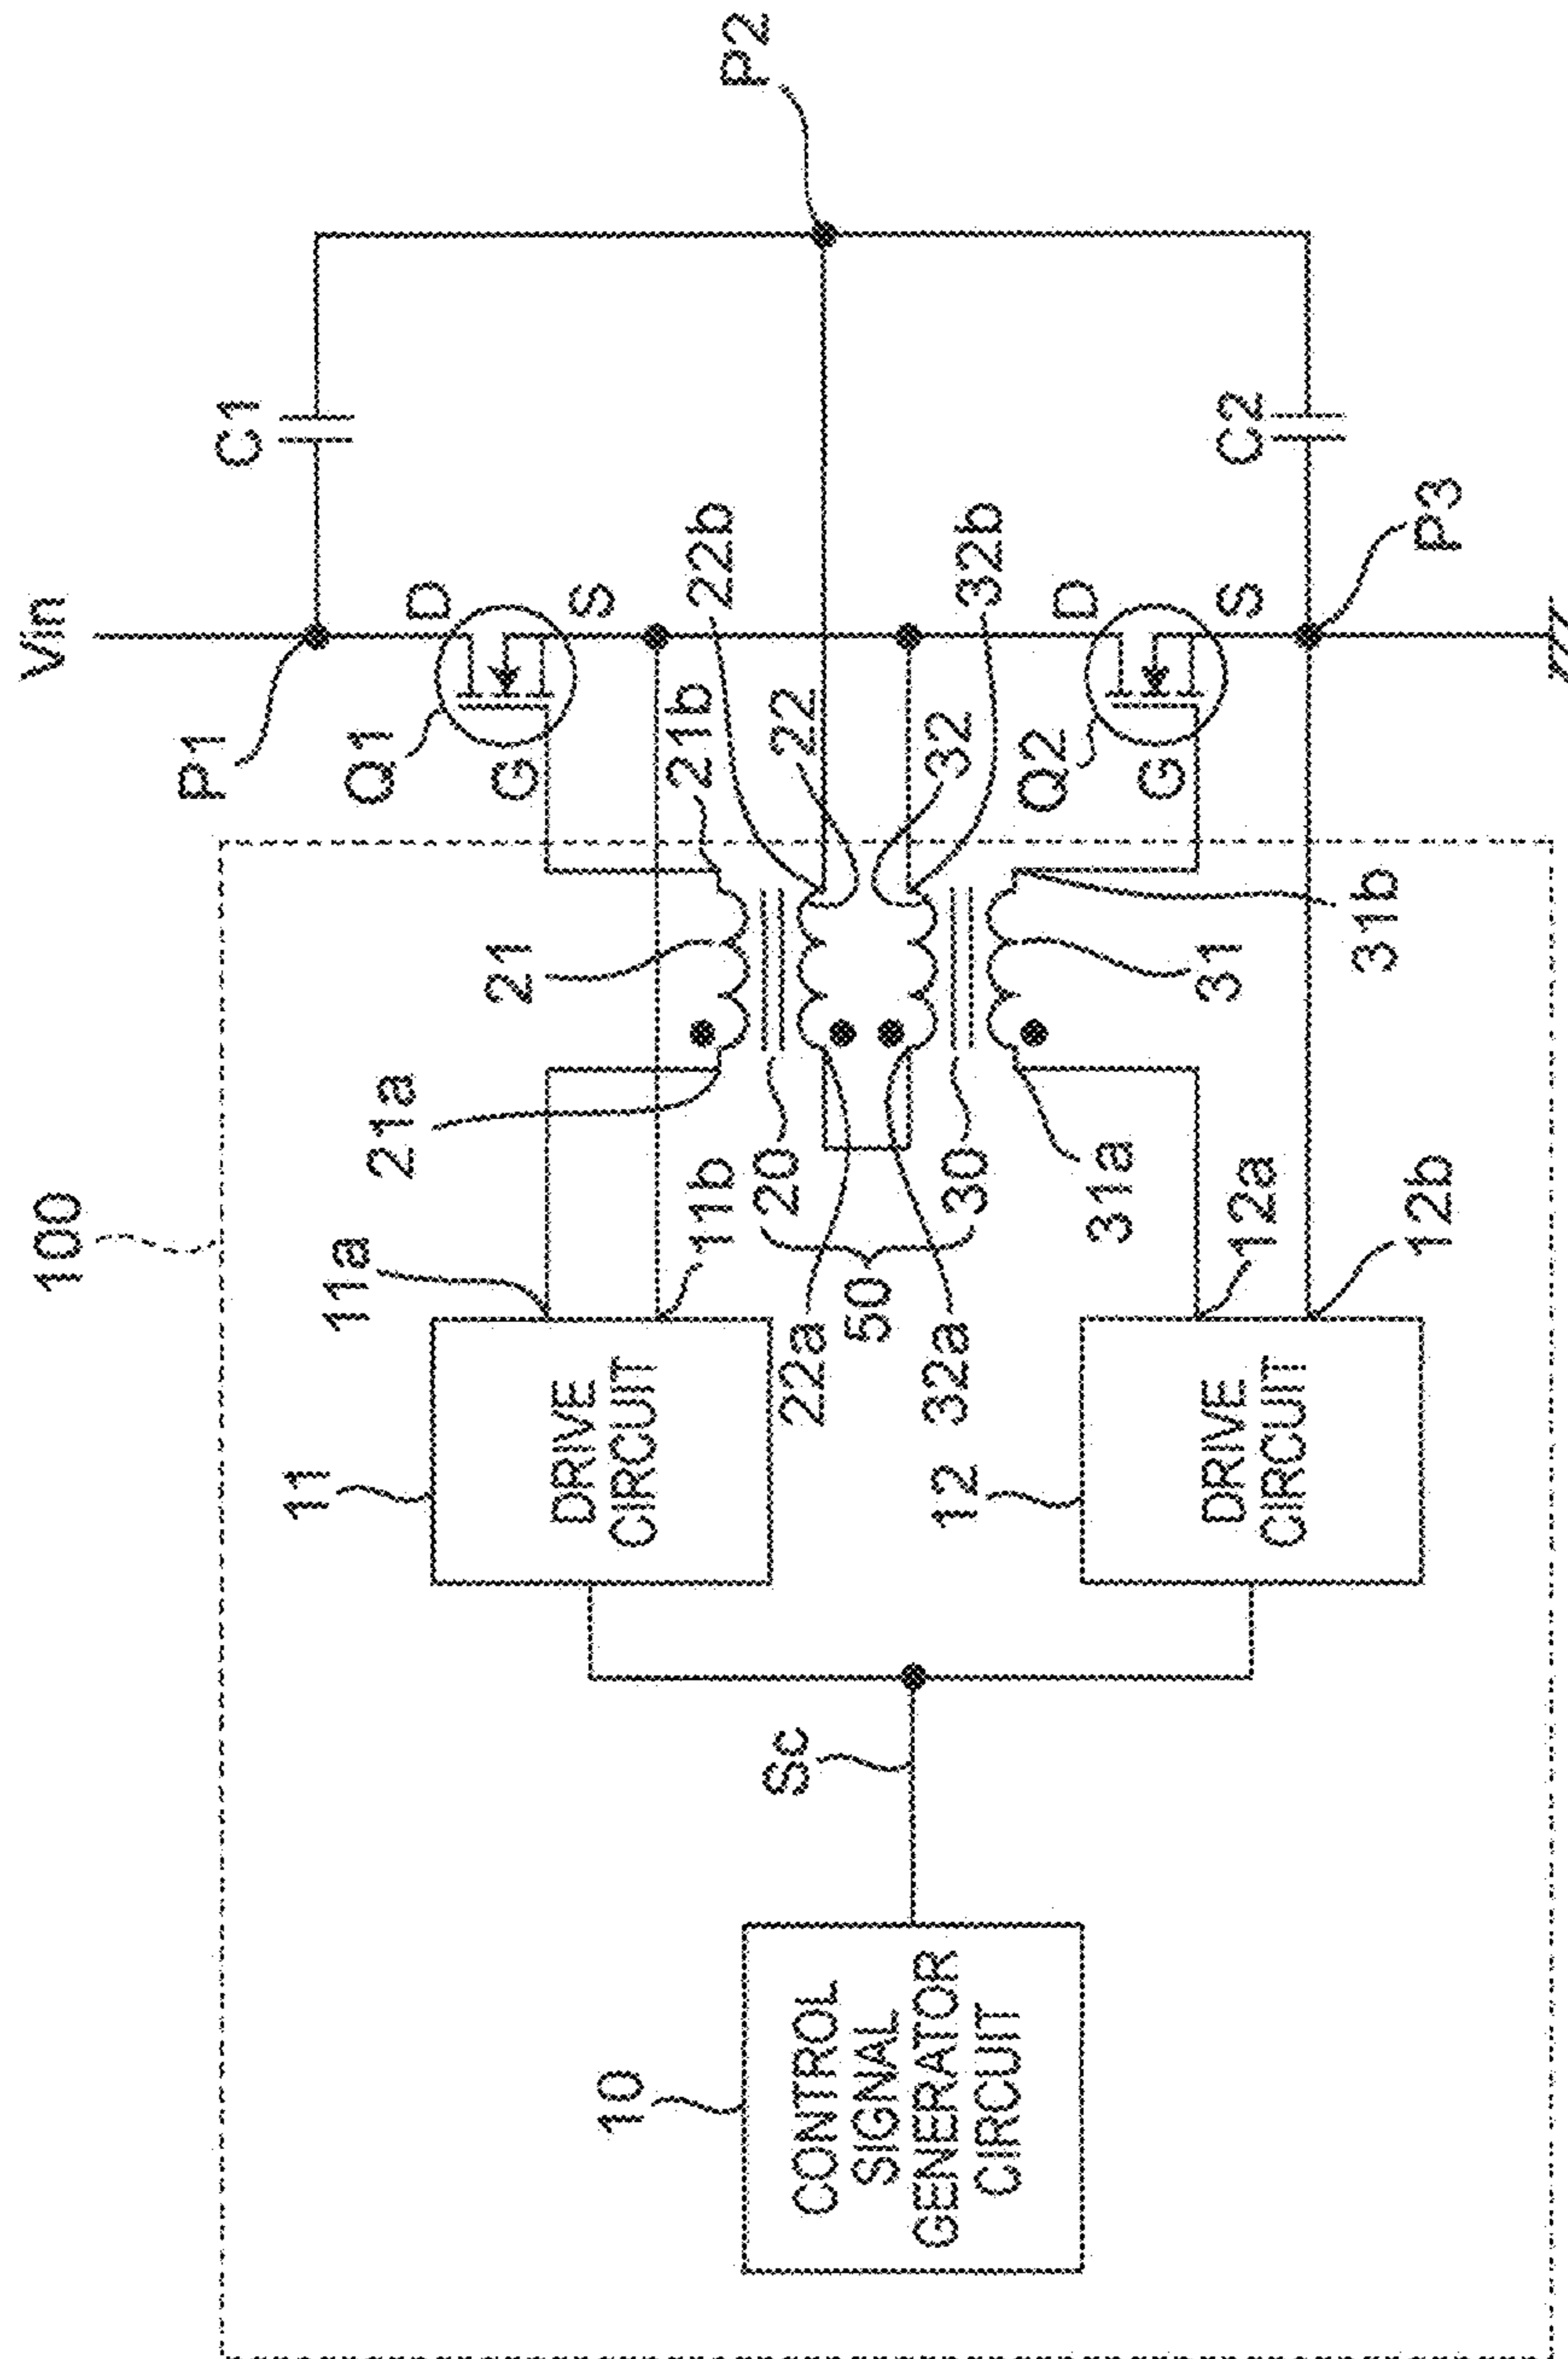 Vin
P1
C1
P2
Q1
D
G
S
100
11a
21a
21
21b
22b
11
DRIVE
CIRCUIT
11b
20
22
50
22a
32a
30
32
32b
Sc
10
CONTROL
SIGNAL
GENERATOR
CIRCUIT
12
DRIVE
CIRCUIT
31a
31
31b
12a
12b
Q2
D
G
S
C2
P3